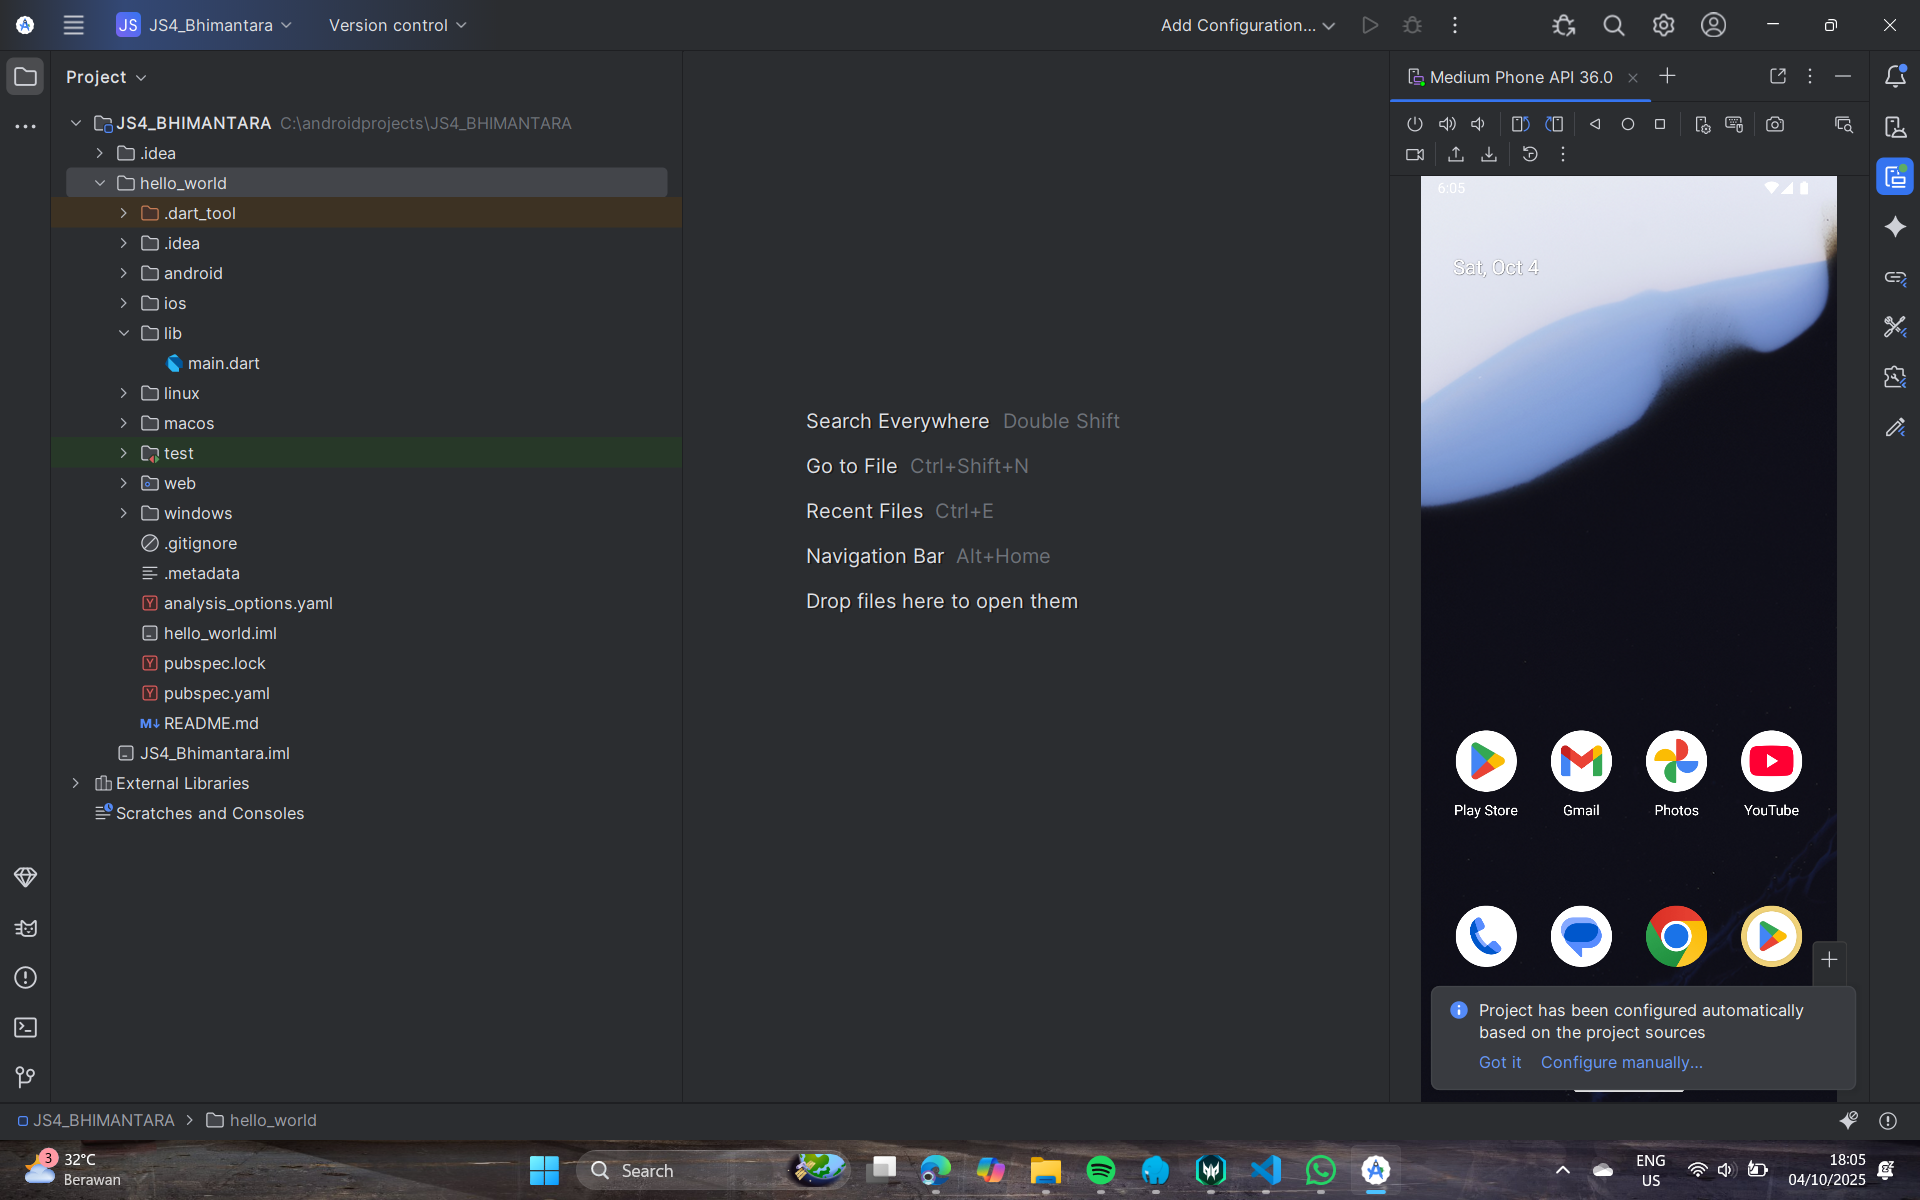 JS JS4_Bhimantara Version control Add Configuration...
Project
JS4_BHIMANTARA C:\androidprojects\JS4_BHIMANTARA
.idea
hello_world
.dart_tool
.idea
android
ios
lib
main.dart
linux
macos
test
web
windows
.gitignore
.metadata
analysis_options.yaml
hello_world.iml
pubspec.lock
pubspec.yaml
M↓ README.md
JS4_Bhimantara.iml
External Libraries
Scratches and Consoles
Search Everywhere Double Shift
Go to File Ctrl+Shift+N
Recent Files Ctrl+E
Navigation Bar Alt+Home
Drop files here to open them
Medium Phone API 36.0
6:05
Sat, Oct 4
Play Store Gmail Photos YouTube
Project has been configured automatically
based on the project sources
Got it Configure manually...
JS4_BHIMANTARA hello_world
3
32°C
Berawan
Search
ENG
US
18:05
04/10/2025